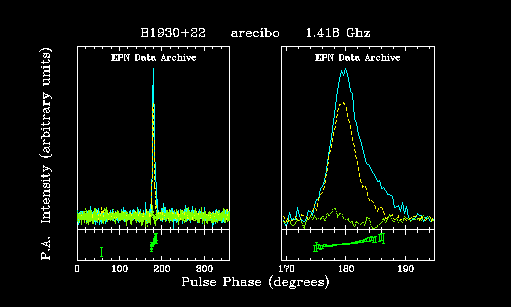 B1930+22 arecibo 1.418 Ghz
EPN Data Archive EPN Data Archive
Intensity (arbitrary units)
P.A.
0 100 200 300 170 180 190
Pulse Phase (degrees)